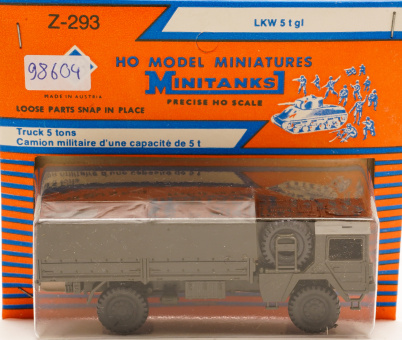 Z-293
LKW 5 t gl
98604
HO MODEL MINIATURES
MINITANKS
MADE IN AUSTRIA
PRECISE HO SCALE
LOOSE PARTS SNAP IN PLACE
Truck 5 tons
Camion militaire d'une capacité de 5 t